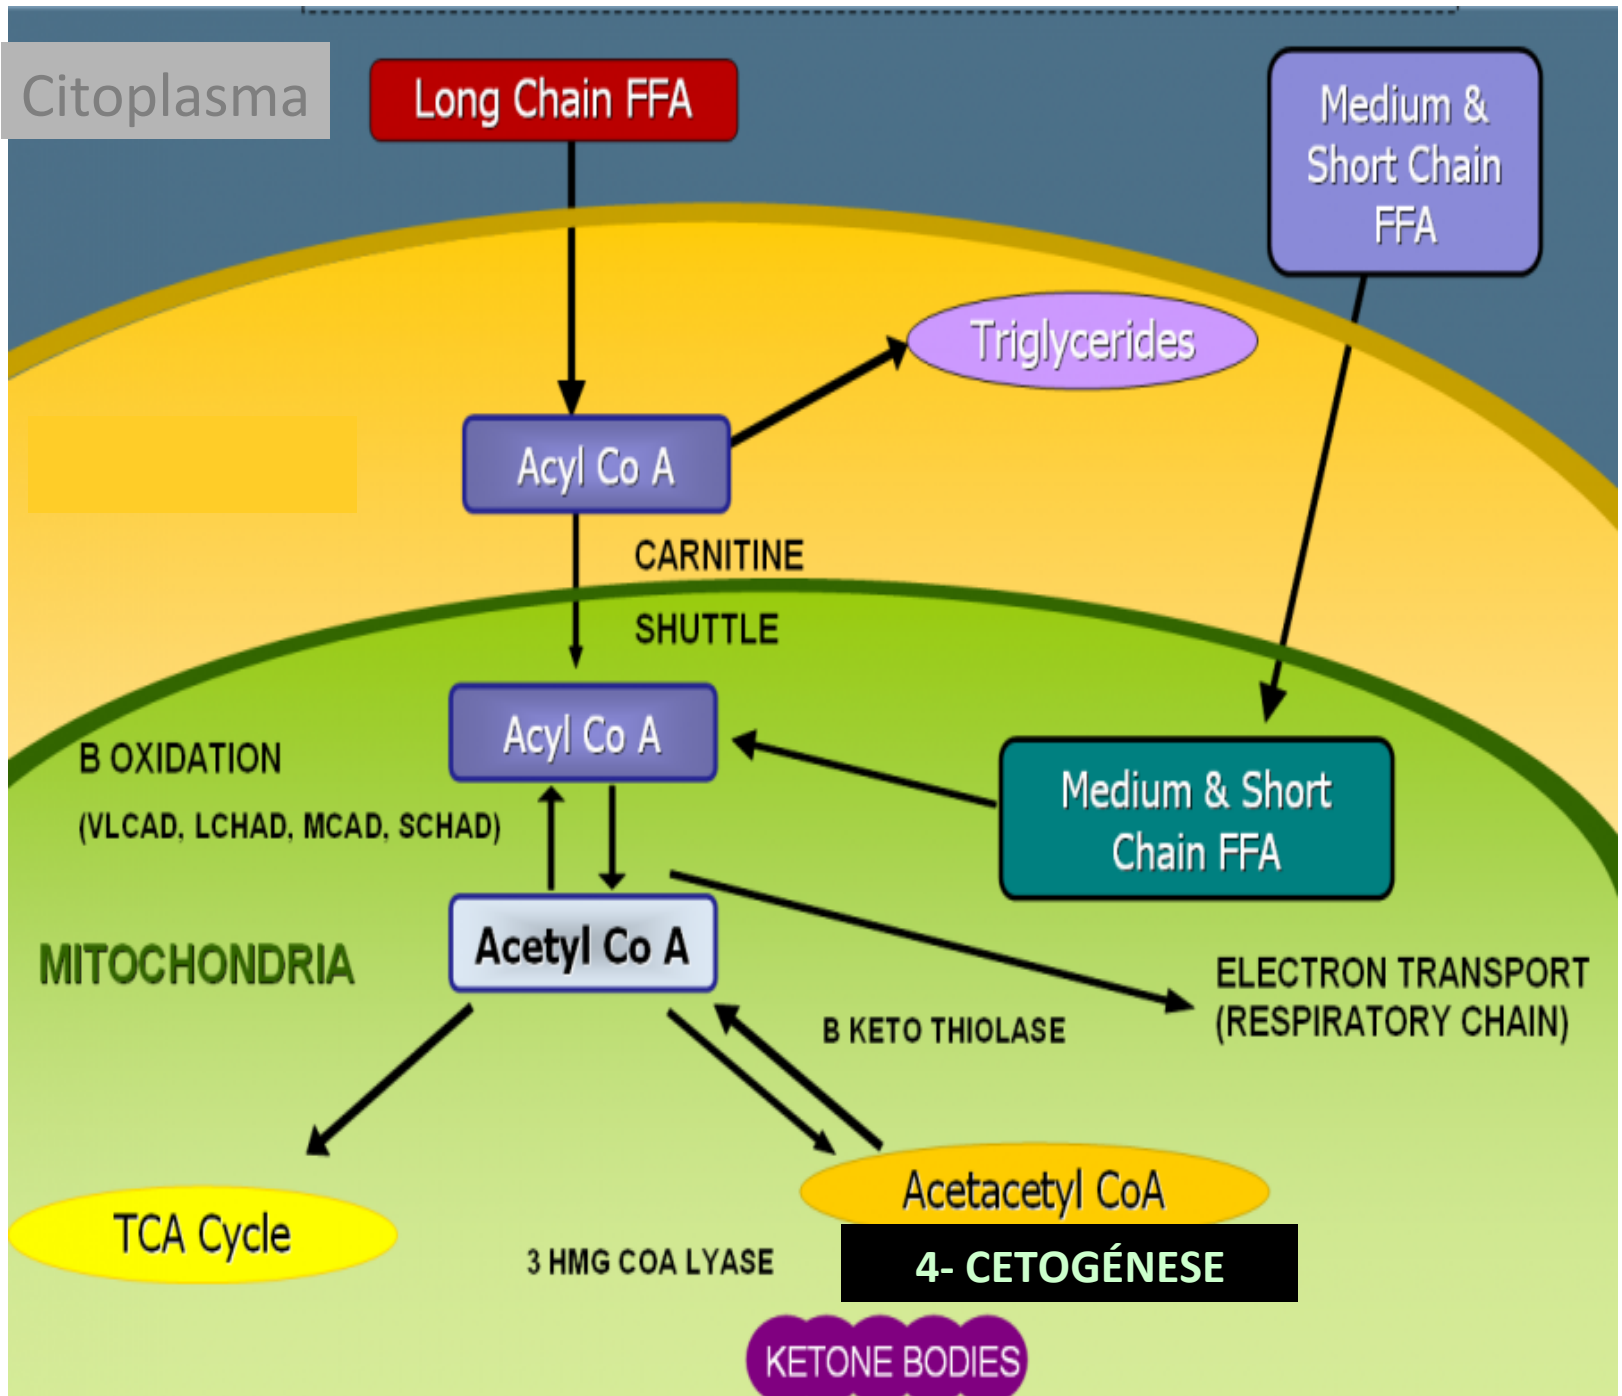 Citoplasma
Long Chain FFA
Medium &
Short Chain
FFA
Triglycerides
Acyl Co A
CARNITINE
SHUTTLE
Acyl Co A
B OXIDATION
(VLCAD, LCHAD, MCAD, SCHAD)
Medium & Short
Chain FFA
Acetyl Co A
MITOCHONDRIA
ELECTRON TRANSPORT
(RESPIRATORY CHAIN)
B KETO THIOLASE
Acetacetyl CoA
TCA Cycle
3 HMG COA LYASE
4- CETOGÉNESE
KETONE BODIES